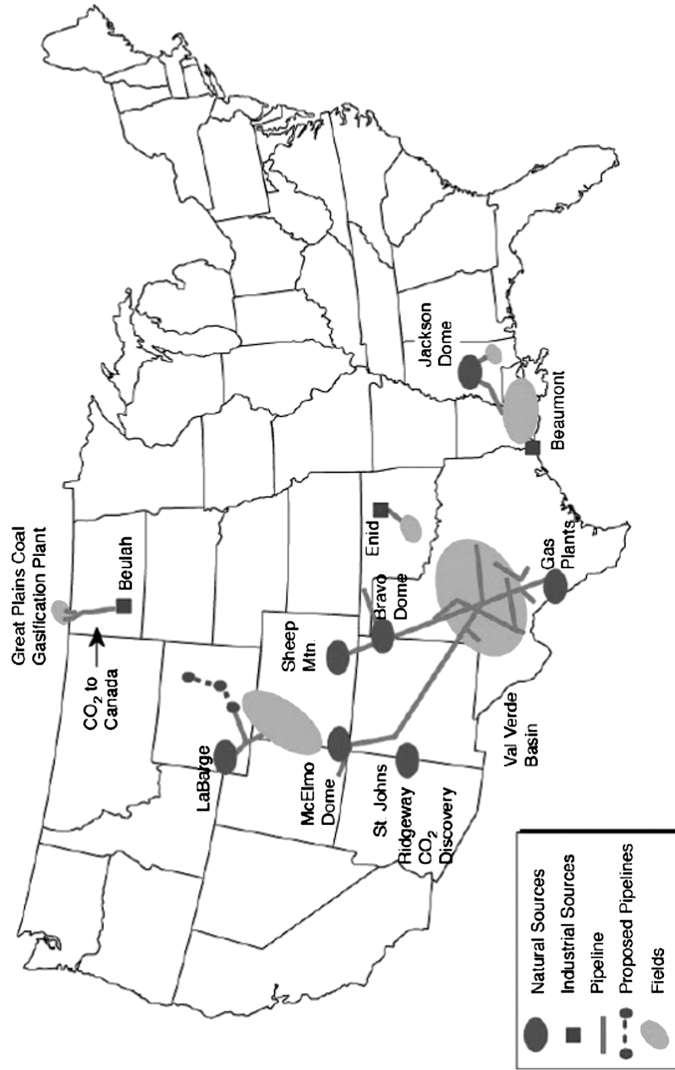 Great Plains Coal
Gasification Plant
CO2 to
Canada
Beulah
LaBarge
Sheep
Mtn.
McElmo
Dome
Bravo
Dome
Enid
St. Johns
Ridgeway
CO2
Discovery
Val Verde
Basin
Gas
Plants
Jackson
Dome
Beaumont
Natural Sources
Industrial Sources
Pipeline
Proposed Pipelines
Fields